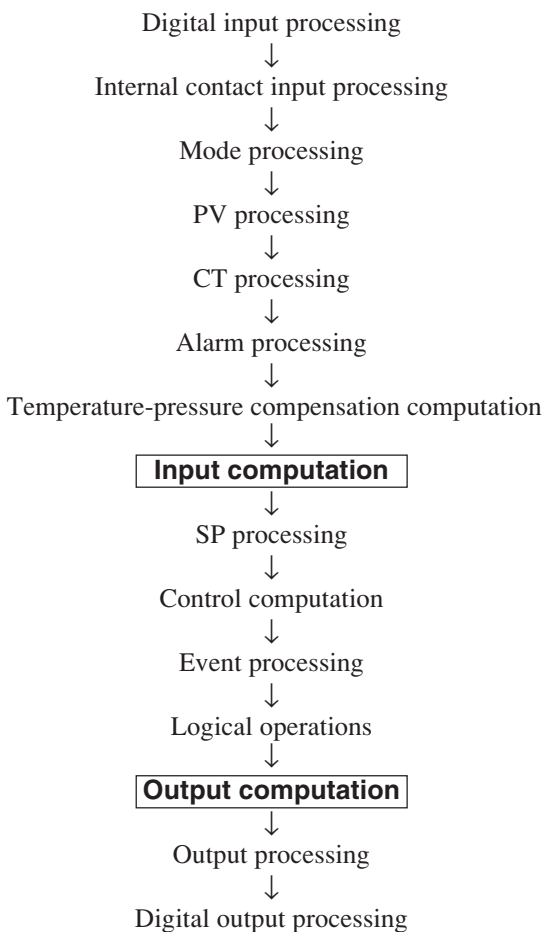 Digital input processing
↓
Internal contact input processing
↓
Mode processing
↓
PV processing
↓
CT processing
↓
Alarm processing
↓
Temperature-pressure compensation computation
↓
Input computation
↓
SP processing
↓
Control computation
↓
Event processing
↓
Logical operations
↓
Output computation
↓
Output processing
↓
Digital output processing